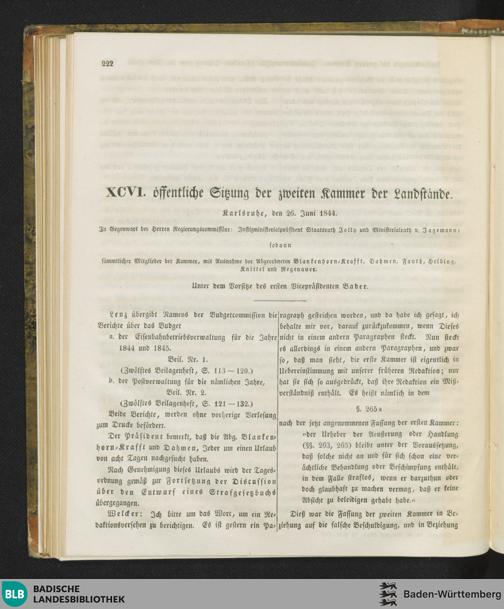 222
XCVI. öffentliche Sitzung der zweiten Kammer der Landstände.
Karlsruhe, den 26. Juni 1844.
In Gegenwart der Herren Regierungscommissäre: Justizministerialpräsident Staatsrath Jolly und Ministerialrath v. Jagemann;
sodann
sämmtlicher Mitglieder der Kammer, mit Ausnahme der Abgeordneten Blankenhorn-Krafft, Dahmen, Fauth, Helbing,
Knittel und Regenauer.
Unter dem Vorsitze des ersten Vicepräsidenten Bader.
Lenz übergibt Namens der Budgetcommission die
Berichte über das Budget
a. der Eisenbahnbetriebsverwaltung für die Jahre
1844 und 1845.
Beil. Nr. 1.
(Zwölftes Beilagenheft, S. 113—120.)
b. der Postverwaltung für die nämlichen Jahre,
Beil. Nr. 2.
(Zwölftes Beilagenheft, S. 121—132.)
Beide Berichte, werden ohne vorherige Verlesung
zum Drucke befördert.
Der Präsident bemerkt, daß die Abg. Blanken-
horn-Krafft und Dahmen, Jeder um einen Urlaub
von acht Tagen nachgesucht haben.
Nach Genehmigung dieses Urlaubs wird der Tages-
ordnung gemäß zur Fortsetzung der Discussion
über den Entwurf eines Strafgesetzbuchs
übergegangen.
Welcker: Ich bitte um das Wort, um ein Re-
daktionsversehen zu berichtigen. Es ist gestern ein Pa-
ragraph gestrichen worden, und da habe ich gesagt, ich
behalte mir vor, darauf zurückzukommen, wenn Dieses
nicht in einem andern Paragraphen steckt. Nun steckt
es allerdings in einem andern Paragraphen, und zwar
so, daß man sieht, die erste Kammer ist eigentlich in
Uebereinstimmung mit unserer früheren Redaktion; nur
hat sie sich so ausgedrückt, daß ihre Redaktion ein Miß-
verständniß enthält. Es heißt nämlich in dem
§. 265a
nach der jetzt angenommenen Fassung der ersten Kammer:
»der Urheber der Aeusserung oder Handlung
(§§. 263, 265) bleibt unter der Voraussetzung,
daß solche nicht an und für sich schon eine ver-
ächtliche Behandlung oder Beschimpfung enthält,
in dem Falle straflos, wenn er darzuthun oder
doch glaubhaft zu machen vermag, daß er keine
Absicht zu beleidigen gehabt habe.«
Dieß war die Fassung der zweiten Kammer in Be-
ziehung auf die falsche Beschuldigung, und in Beziehung
BLB BADISCHE
LANDESBIBLIOTHEK
Baden-Württemberg